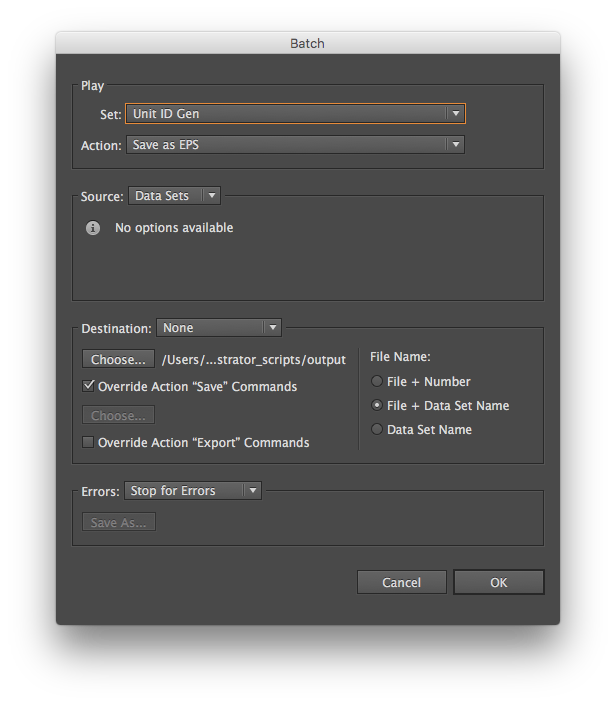 Batch
Play
Set: Unit ID Gen
Action: Save as EPS
Source: Data Sets
No options available
Destination: None
Choose... /Users/...strator_scripts/output
Override Action “Save” Commands
Choose...
Override Action “Export” Commands
File Name:
File + Number
File + Data Set Name
Data Set Name
Errors: Stop for Errors
Save As...
Cancel
OK